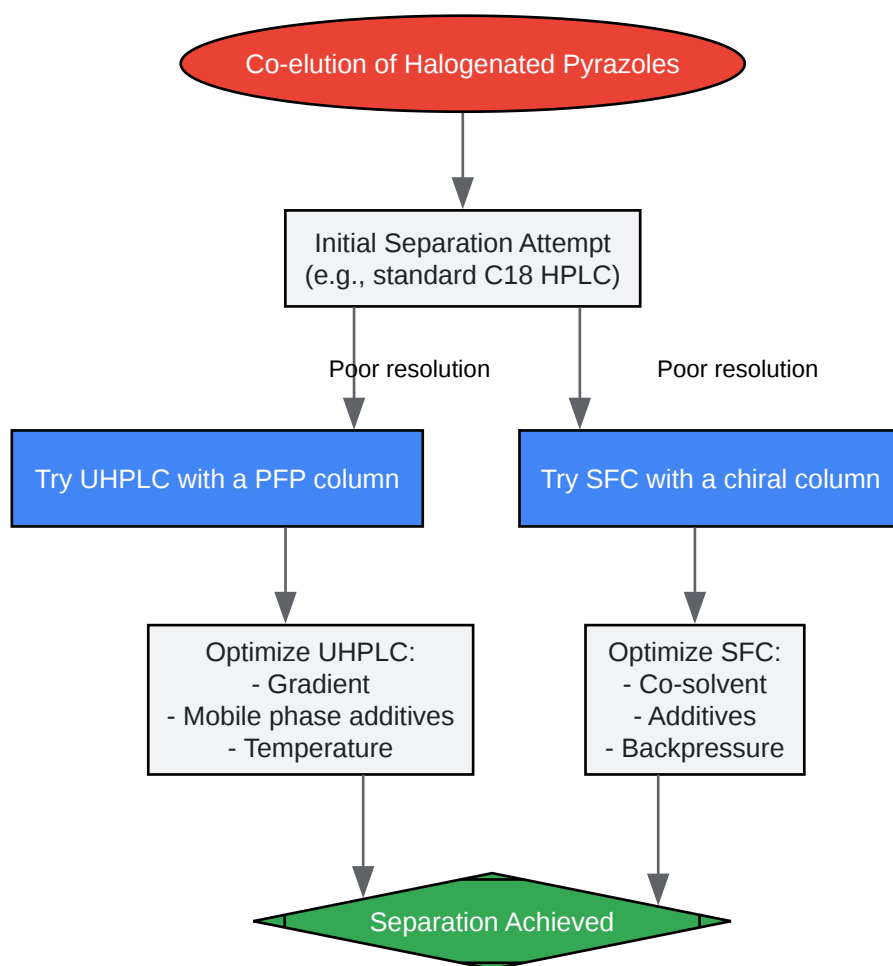 Co-elution of Halogenated Pyrazoles
Initial Separation Attempt
(e.g., standard C18 HPLC)
Poor resolution
Poor resolution
Try UHPLC with a PFP column
Try SFC with a chiral column
Optimize UHPLC:
- Gradient
- Mobile phase additives
- Temperature
Optimize SFC:
- Co-solvent
- Additives
- Backpressure
Separation Achieved